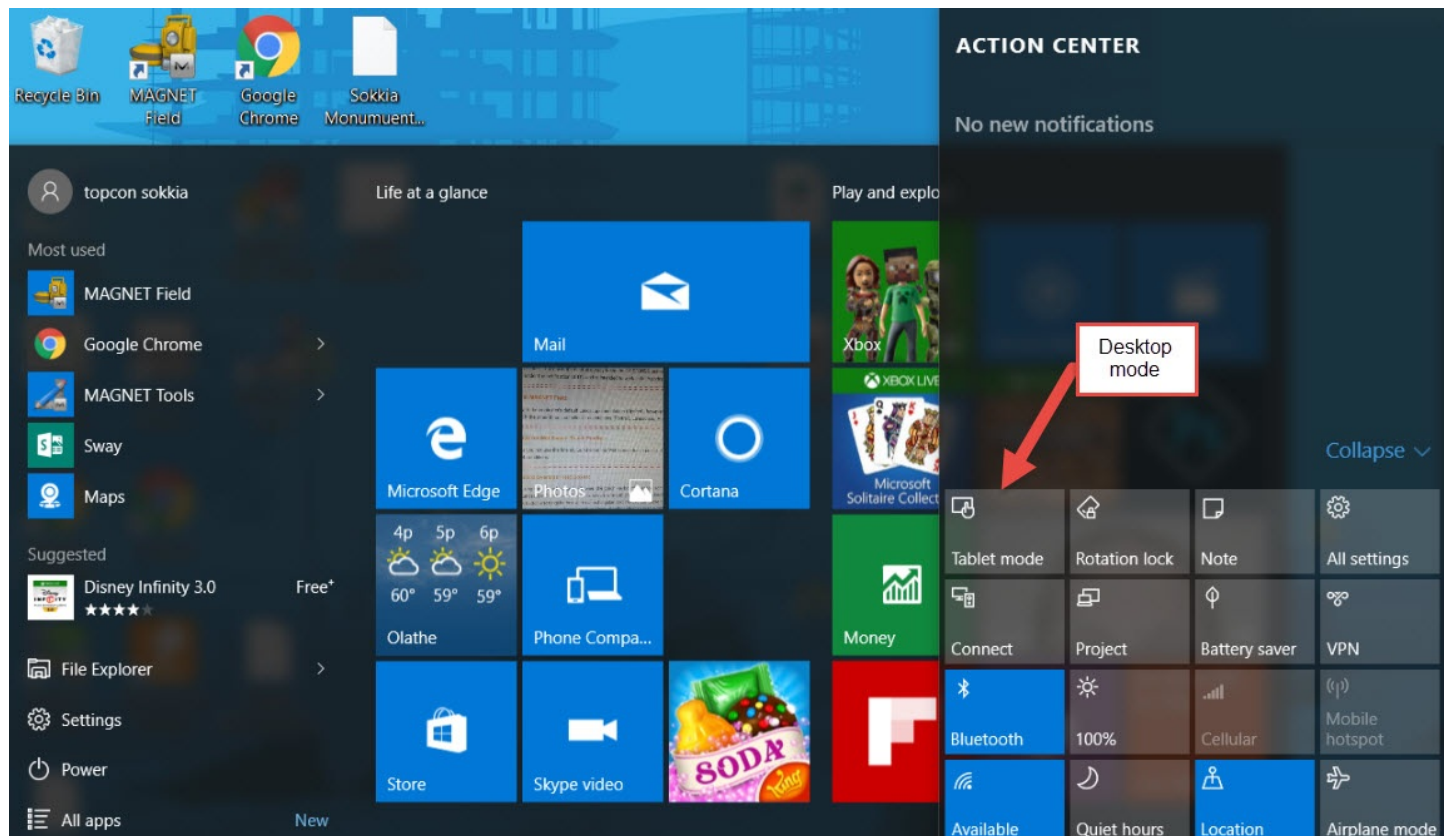 Recycle Bin
MAGNET
Field
Google
Chrome
Sokkia
Monumuent...
topcon sokkia
Most used
MAGNET Field
Google Chrome
MAGNET Tools
Sway
Maps
Suggested
Disney Infinity 3.0
Free+
File Explorer
Settings
Power
All apps
New
Life at a glance
Mail
Microsoft Edge
Photos
Cortana
4p 5p 6p
60° 59° 59°
Olathe
Phone Compa...
Store
Skype video
SODA
King
Play and explo
Xbox
XBOX LIVE
Microsoft
Solitaire Collect
Money
ACTION CENTER
No new notifications
Desktop
mode
Collapse
Tablet mode
Rotation lock
Note
All settings
Connect
Project
Battery saver
VPN
Bluetooth
100%
Cellular
Mobile
hotspot
Available
Quiet hours
Location
Airplane mode